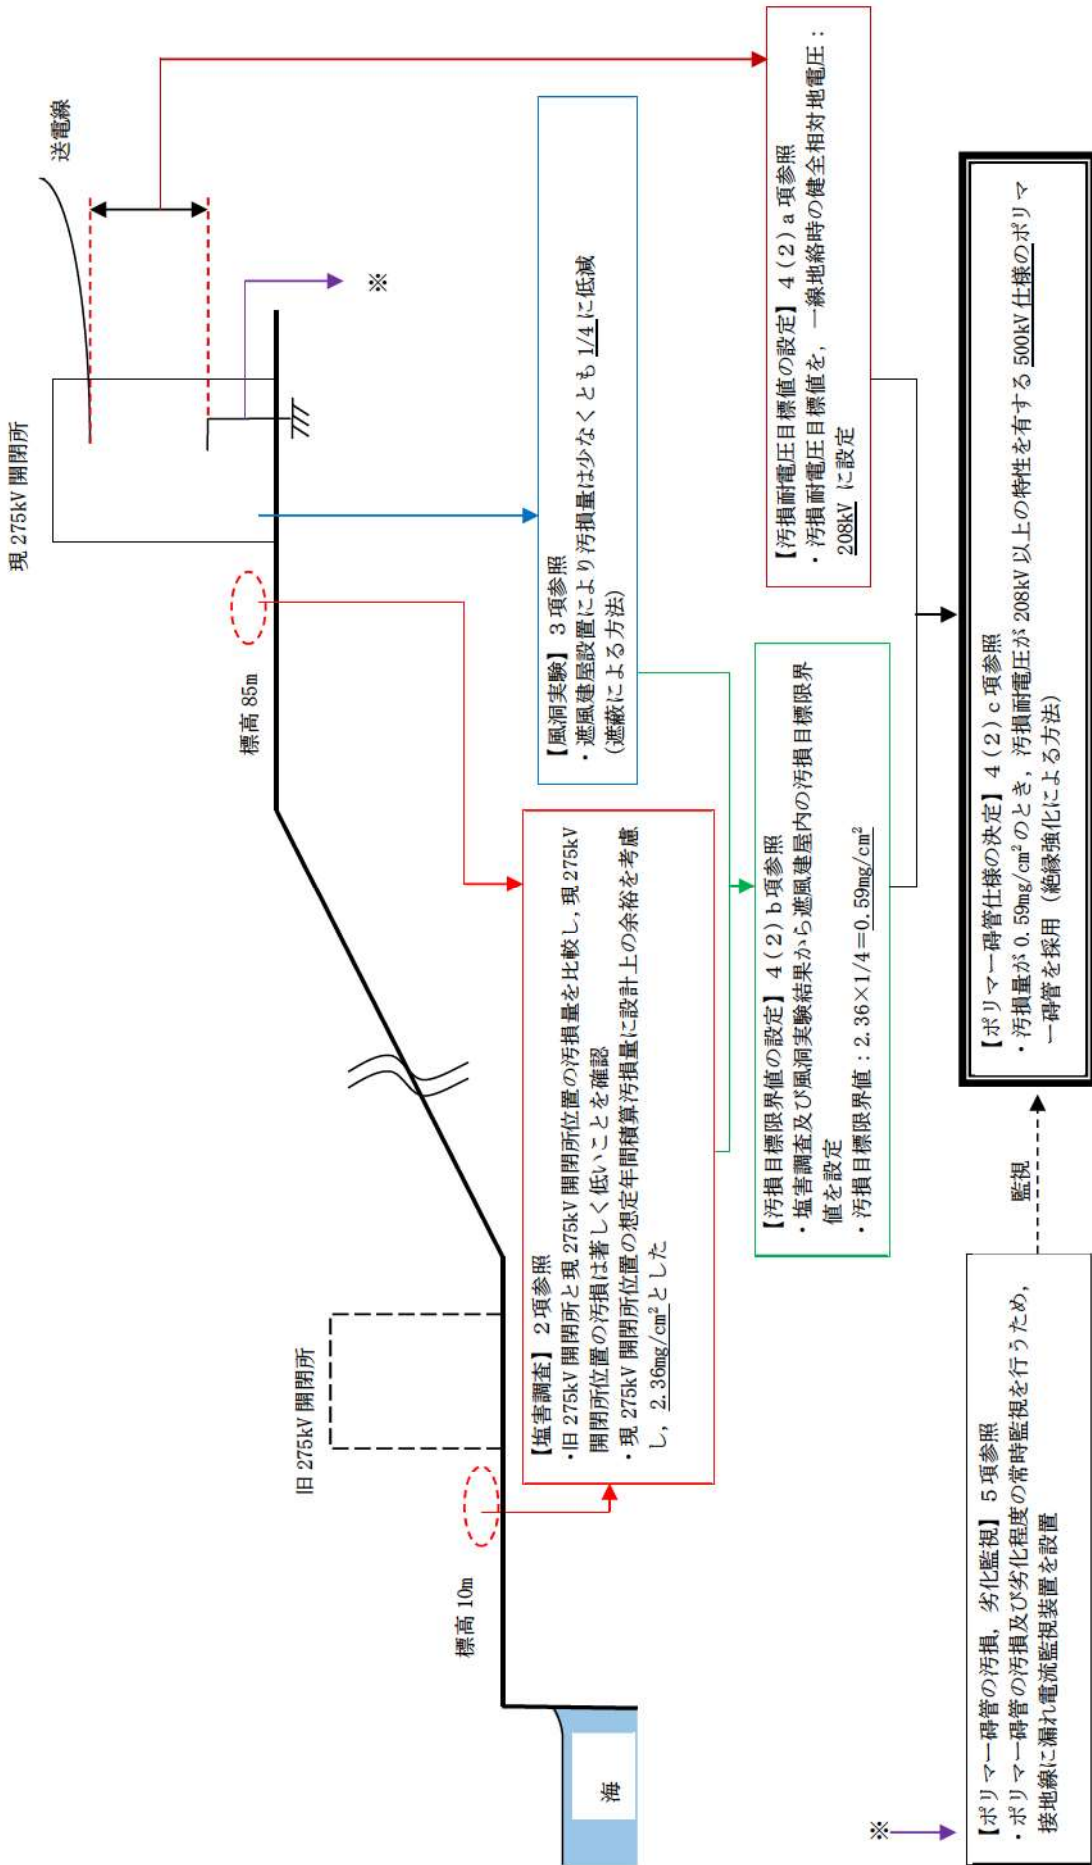 現 275kV 開閉所
送電線
標高 85m
※
旧 275kV 開閉所
標高 10m
海
【塩害調査】２項参照
・旧 275kV 開閉所と現 275kV 開閉所位置の汚損量を比較し，現 275kV
開閉所位置の汚損は著しく低いことを確認
・現 275kV 開閉所位置の想定年間積算汚損量に設計上の余裕を考慮
し，2.36mg/cm²とした
【風洞実験】３項参照
・遮風建屋設置により汚損量は少なくとも 1/4 に低減
（遮蔽による方法）
【汚損目標限界値の設定】４(２)ｂ項参照
・塩害調査及び風洞実験結果から遮風建屋内の汚損目標限界
値を設定
・汚損目標限界値：2.36×1/4＝0.59mg/cm²
【汚損耐電圧目標値の設定】４(２)ａ項参照
・汚損耐電圧目標値を，一線地絡時の健全相対地電圧：
208kV に設定
※
【ポリマー碍管の汚損，劣化監視】５項参照
・ポリマー碍管の汚損及び劣化程度の常時監視を行うため，
接地線に漏れ電流監視装置を設置
監視
【ポリマー碍管仕様の決定】４(２)ｃ項参照
・汚損量が 0.59mg/cm²のとき，汚損耐電圧が 208kV 以上の特性を有する 500kV 仕様のポリマ
ー碍管を採用（絶縁強化による方法）